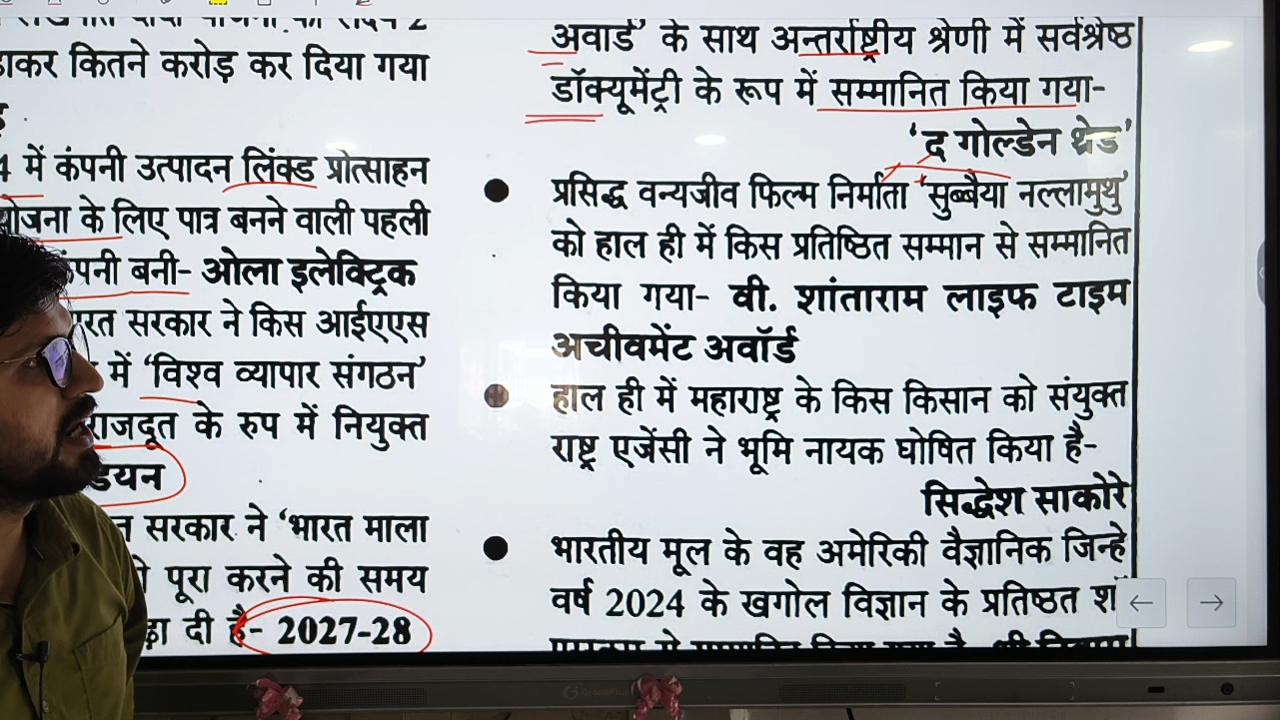 ाकर कितने करोड़ कर दिया गया
4 में कंपनी उत्पादन लिंक्ड प्रोत्साहन
योजना के लिए पात्र बनने वाली पहली
कंपनी बनी- ओला इलेक्ट्रिक
रत सरकार ने किस आईएएस
में ‘विश्व व्यापार संगठन’
राजदूत के रुप में नियुक्त
डियन
सरकार ने ‘भारत माला
पूरा करने की समय
ढ़ा दी है- 2027-28
अवार्ड’ के साथ अन्तर्राष्ट्रीय श्रेणी में सर्वश्रेष्ठ
डॉक्यूमेंट्री के रूप में सम्मानित किया गया-
‘द गोल्डेन थ्रेड’
● प्रसिद्ध वन्यजीव फिल्म निर्माता ‘सुब्बैया नल्लामुथु’
को हाल ही में किस प्रतिष्ठित सम्मान से सम्मानित
किया गया- वी. शांताराम लाइफ टाइम
अचीवमेंट अवॉर्ड
● हाल ही में महाराष्ट्र के किस किसान को संयुक्त
राष्ट्र एजेंसी ने भूमि नायक घोषित किया है-
सिद्धेश साकोरे
● भारतीय मूल के वह अमेरिकी वैज्ञानिक जिन्हे
वर्ष 2024 के खगोल विज्ञान के प्रतिष्ठत